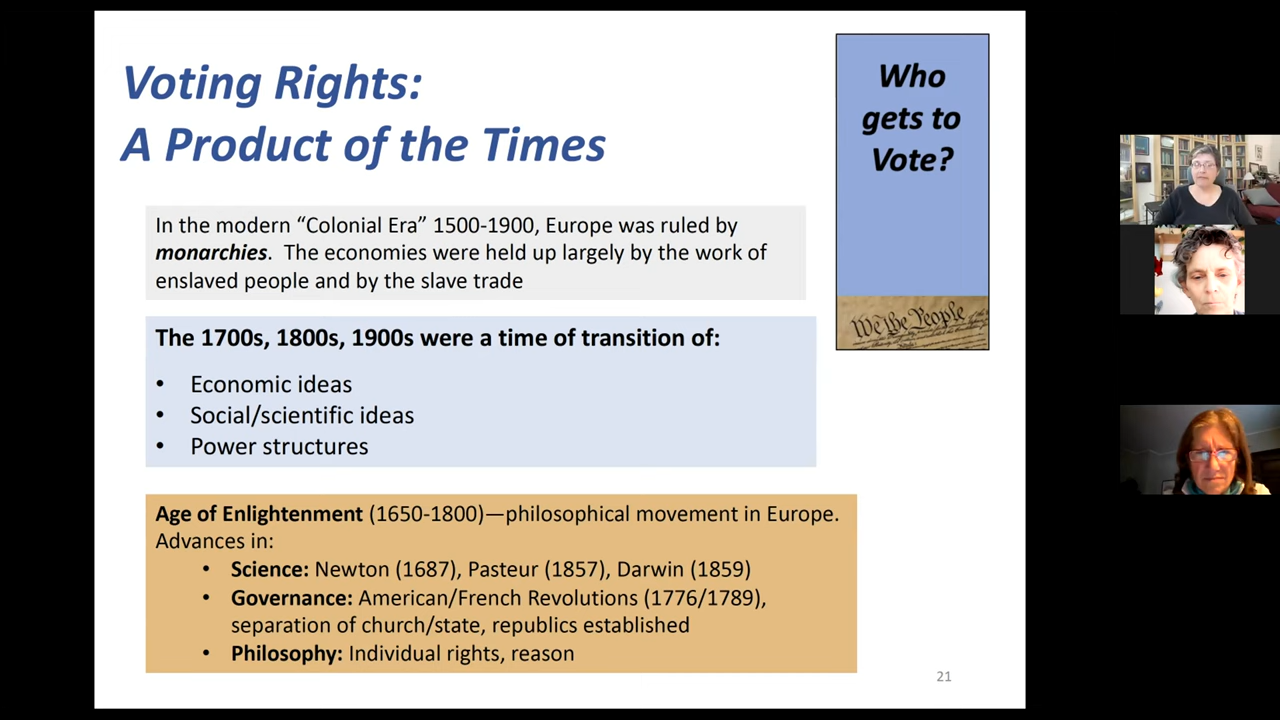 Voting Rights:
A Product of the Times
Who
gets to
Vote?
In the modern “Colonial Era” 1500-1900, Europe was ruled by
monarchies.  The economies were held up largely by the work of
enslaved people and by the slave trade
We the People
The 1700s, 1800s, 1900s were a time of transition of:
• Economic ideas
• Social/scientific ideas
• Power structures
Age of Enlightenment (1650-1800)—philosophical movement in Europe.
Advances in:
• Science: Newton (1687), Pasteur (1857), Darwin (1859)
• Governance: American/French Revolutions (1776/1789),
separation of church/state, republics established
• Philosophy: Individual rights, reason
21